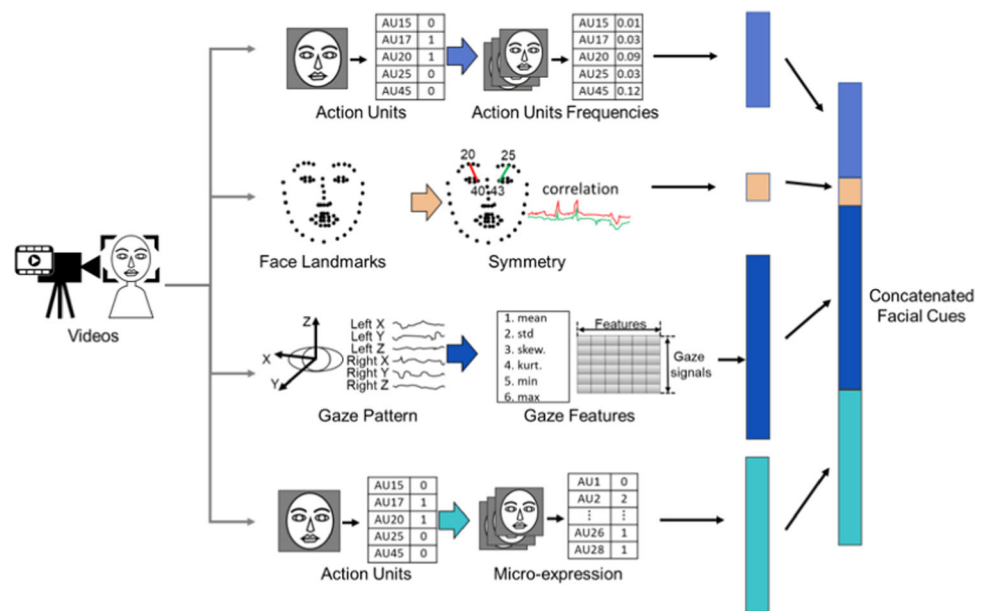 AU15 0
AU17 1
AU20 1
AU25 0
AU45 0
Action Units
AU15 0.01
AU17 0.03
AU20 0.09
AU25 0.03
AU45 0.12
Action Units Frequencies
20 25
40 43
correlation
Face Landmarks
Symmetry
Videos
Z
X
Y
Left X
Left Y
Left Z
Right X
Right Y
Right Z
Gaze Pattern
1. mean
2. std
3. skew.
4. kurt.
5. min
6. max
Features
Gaze
signals
Gaze Features
Concatenated
Facial Cues
AU15 0
AU17 1
AU20 1
AU25 0
AU45 0
Action Units
AU1 0
AU2 2
⋮ ⋮
AU26 1
AU28 1
Micro-expression